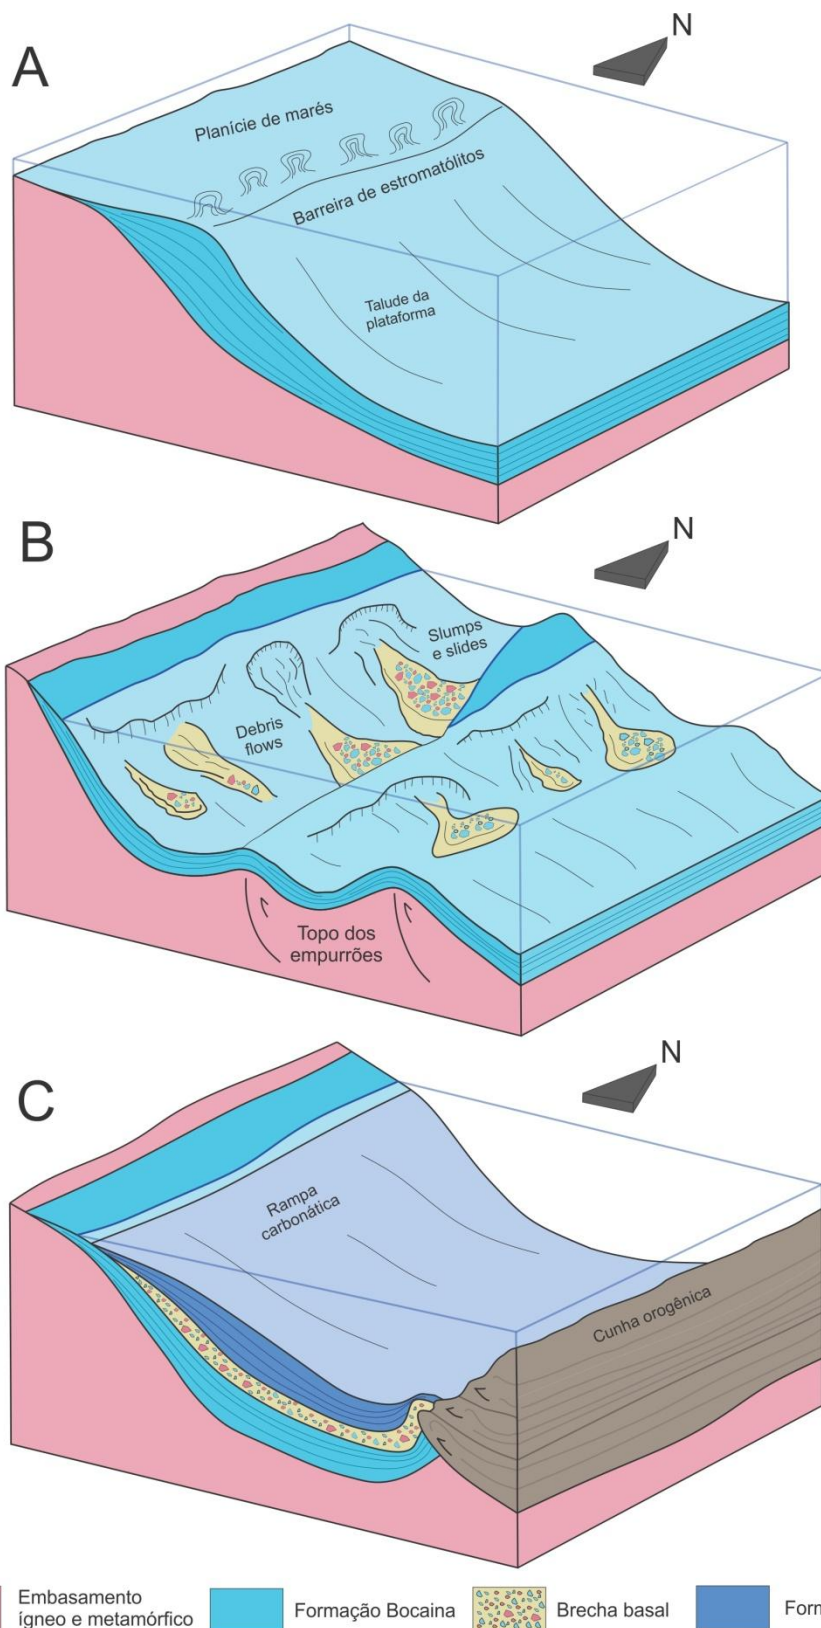 A
N
Planície de marés
Barreira de estromatólitos
Talude da
plataforma
B
N
Slumps
e slides
Debris
flows
Topo dos
empurrões
C
N
Rampa
carbonática
Cunha orogênica
Embasamento
ígneo e metamórfico
Formação Bocaina
Brecha basal
Form